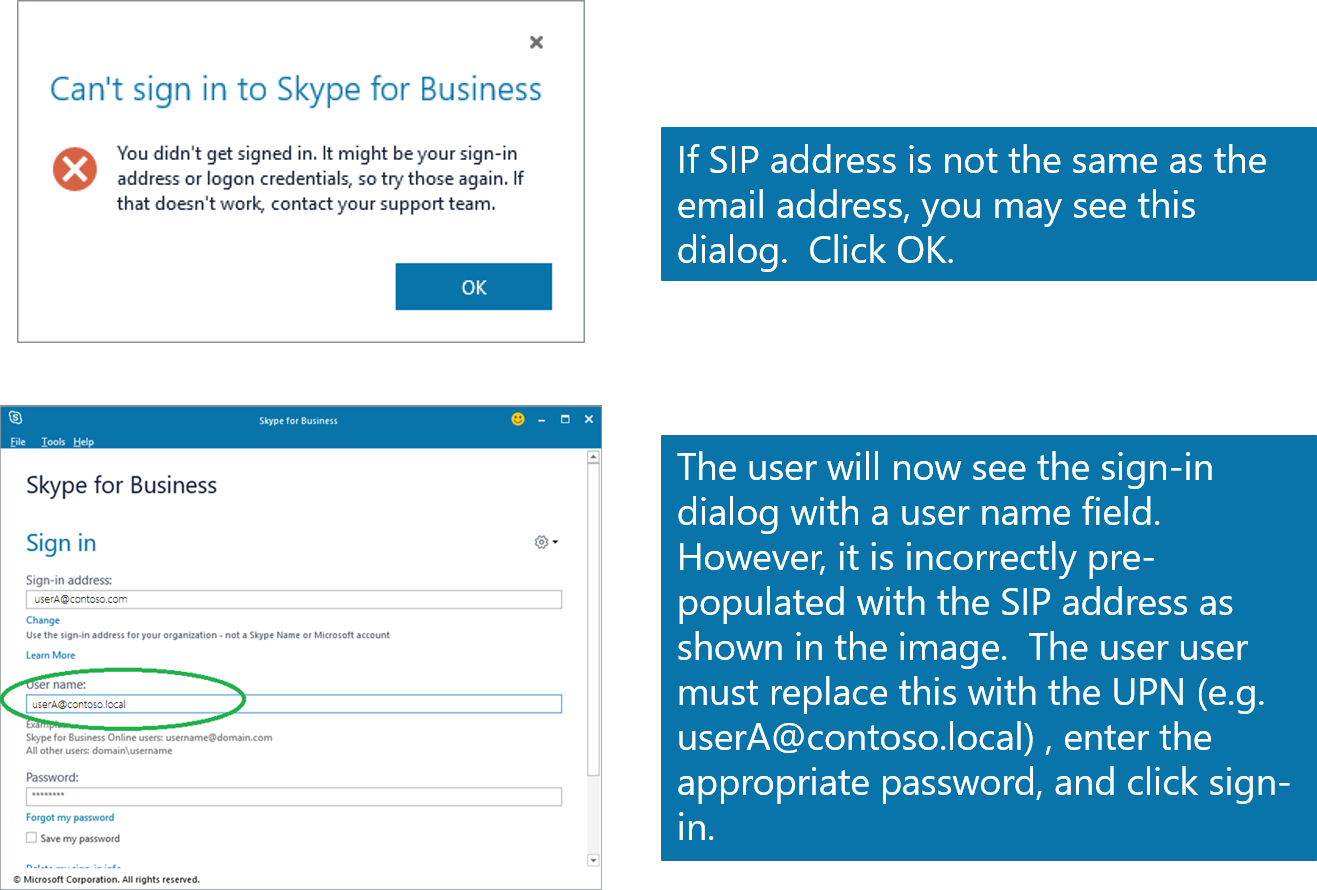 Can't sign in to Skype for Business
You didn't get signed in. It might be your sign-in
address or logon credentials, so try those again. If
that doesn't work, contact your support team.
OK
If SIP address is not the same as the
email address, you may see this
dialog.  Click OK.
Skype for Business
File Tools Help
Skype for Business
Sign in
Sign-in address:
userA@contoso.com
Change
Use the sign-in address for your organization - not a Skype Name or Microsoft account
Learn More
User name:
userA@contoso.local
Examples:
Skype for Business Online users: username@domain.com
All other users: domain\username
Password:
********
Forgot my password
Save my password
Delete my sign-in info
© Microsoft Corporation. All rights reserved.
The user will now see the sign-in
dialog with a user name field.
However, it is incorrectly pre-
populated with the SIP address as
shown in the image.  The user user
must replace this with the UPN (e.g.
userA@contoso.local) , enter the
appropriate password, and click sign-
in.